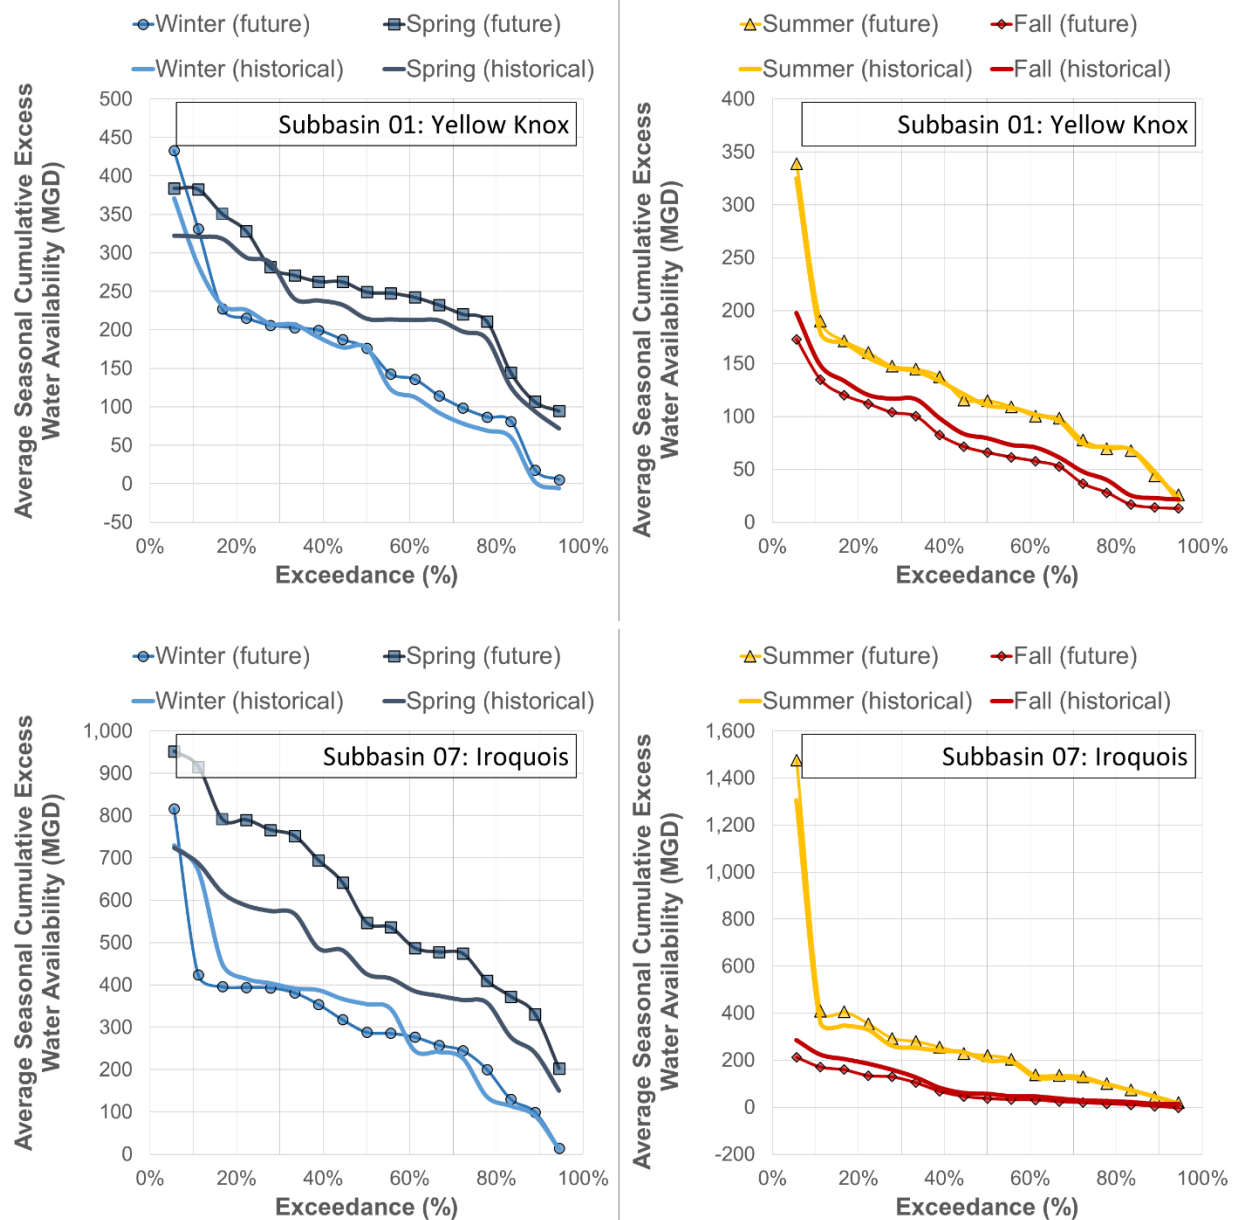 Winter (future)
Spring (future)
Winter (historical)
Spring (historical)
Average Seasonal Cumulative Excess
Water Availability (MGD)
500
450
400
350
300
250
200
150
100
50
0
-50
Subbasin 01: Yellow Knox
0%
20%
40%
60%
80%
100%
Exceedance (%)
Summer (future)
Fall (future)
Summer (historical)
Fall (historical)
Average Seasonal Cumulative Excess
Water Availability (MGD)
400
350
300
250
200
150
100
50
0
Subbasin 01: Yellow Knox
0%
20%
40%
60%
80%
100%
Exceedance (%)
Winter (future)
Spring (future)
Winter (historical)
Spring (historical)
Average Seasonal Cumulative Excess
Water Availability (MGD)
1,000
900
800
700
600
500
400
300
200
100
0
Subbasin 07: Iroquois
0%
20%
40%
60%
80%
100%
Exceedance (%)
Summer (future)
Fall (future)
Summer (historical)
Fall (historical)
Average Seasonal Cumulative Excess
Water Availability (MGD)
1,600
1,400
1,200
1,000
800
600
400
200
0
-200
Subbasin 07: Iroquois
0%
20%
40%
60%
80%
100%
Exceedance (%)